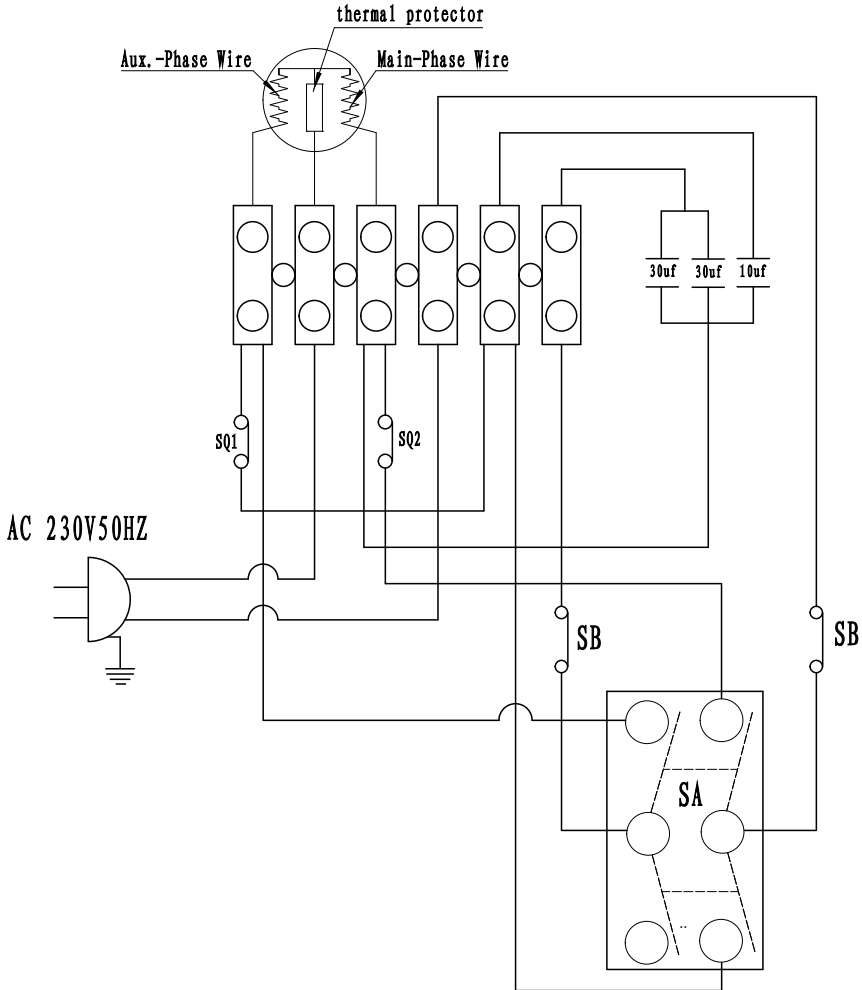 thermal protector
Aux.-Phase Wire
Main-Phase Wire
30uf
30uf
10uf
SQ1
SQ2
AC 230V50HZ
SB
SB
SA